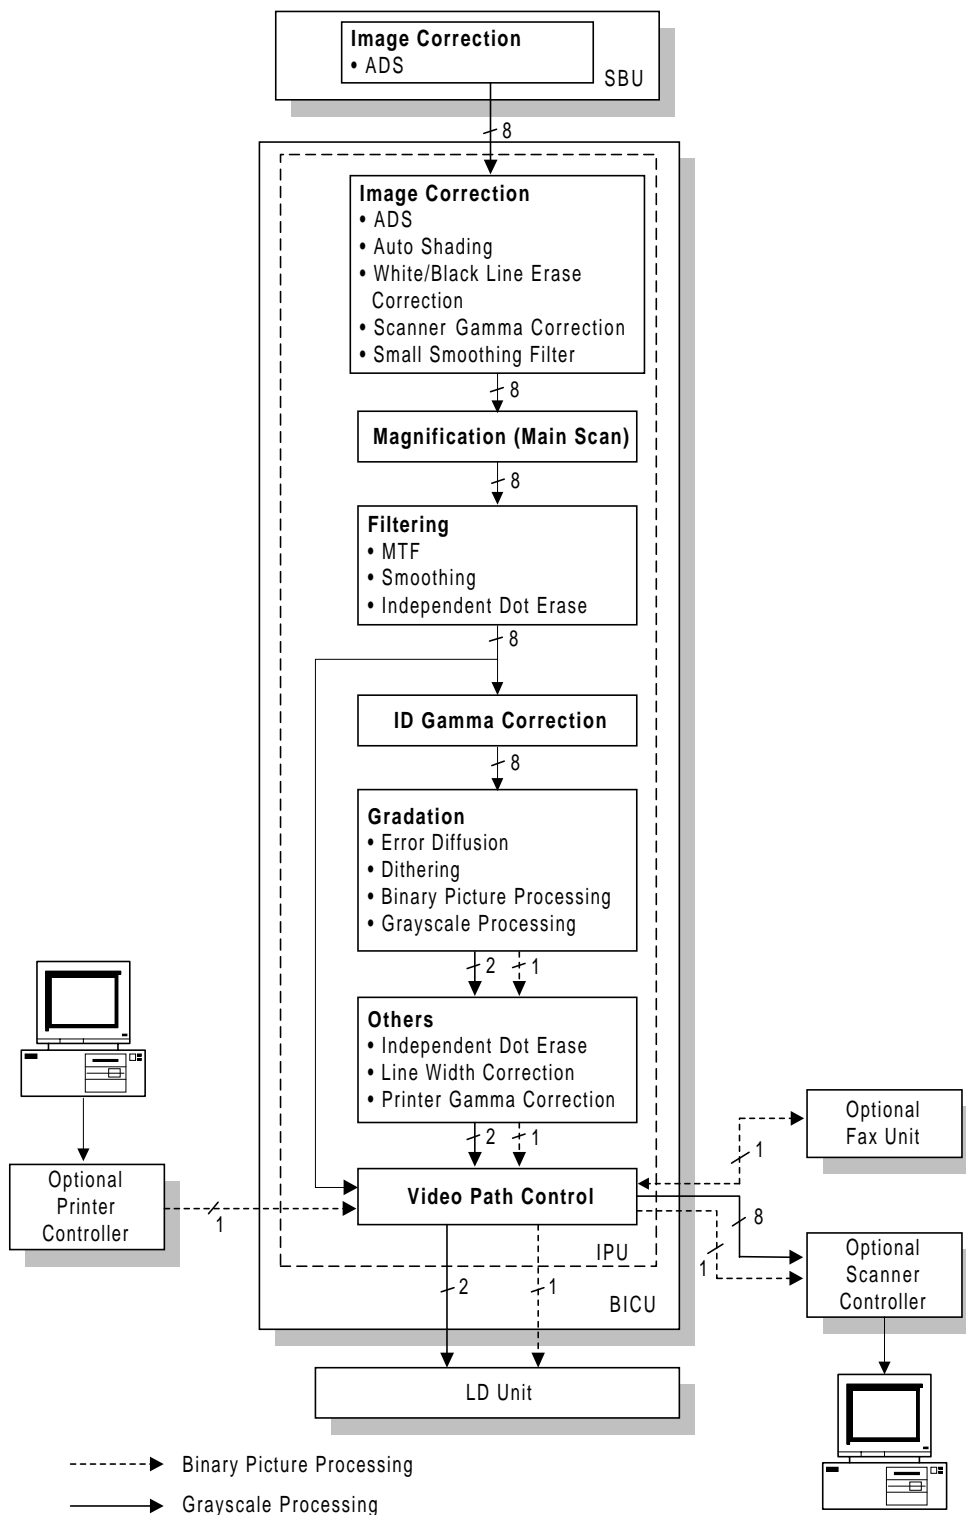 Image Correction
• ADS
SBU
8
Image Correction
• ADS
• Auto Shading
• White/Black Line Erase
Correction
• Scanner Gamma Correction
• Small Smoothing Filter
8
Magnification (Main Scan)
8
Filtering
• MTF
• Smoothing
• Independent Dot Erase
8
ID Gamma Correction
8
Gradation
• Error Diffusion
• Dithering
• Binary Picture Processing
• Grayscale Processing
2 1
Others
• Independent Dot Erase
• Line Width Correction
• Printer Gamma Correction
2 1
Optional
Fax Unit
1
Optional
Printer
Controller
1
Video Path Control
8
1
Optional
Scanner
Controller
IPU
2 1
BICU
LD Unit
Binary Picture Processing
Grayscale Processing